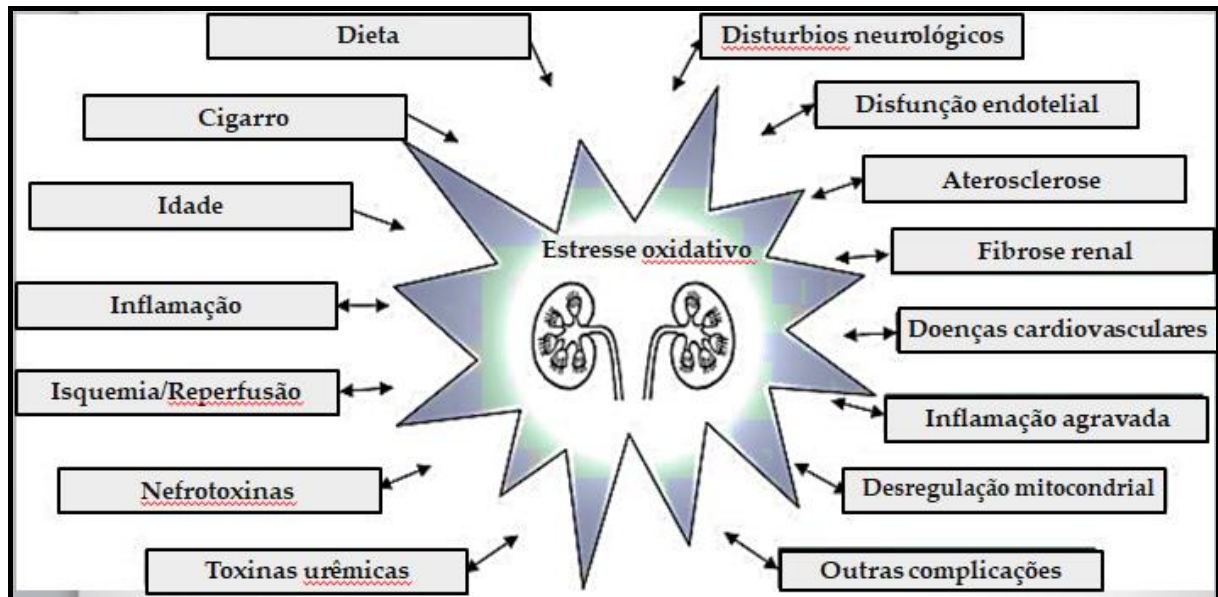 Dieta
Disturbios neurológicos
Cigarro
Disfunção endotelial
Idade
Aterosclerose
Estresse oxidativo
Fibrose renal
Inflamação
Doenças cardiovasculares
Isquemia/Reperfusão
Inflamação agravada
Nefrotoxinas
Desregulação mitocondrial
Toxinas urêmicas
Outras complicações